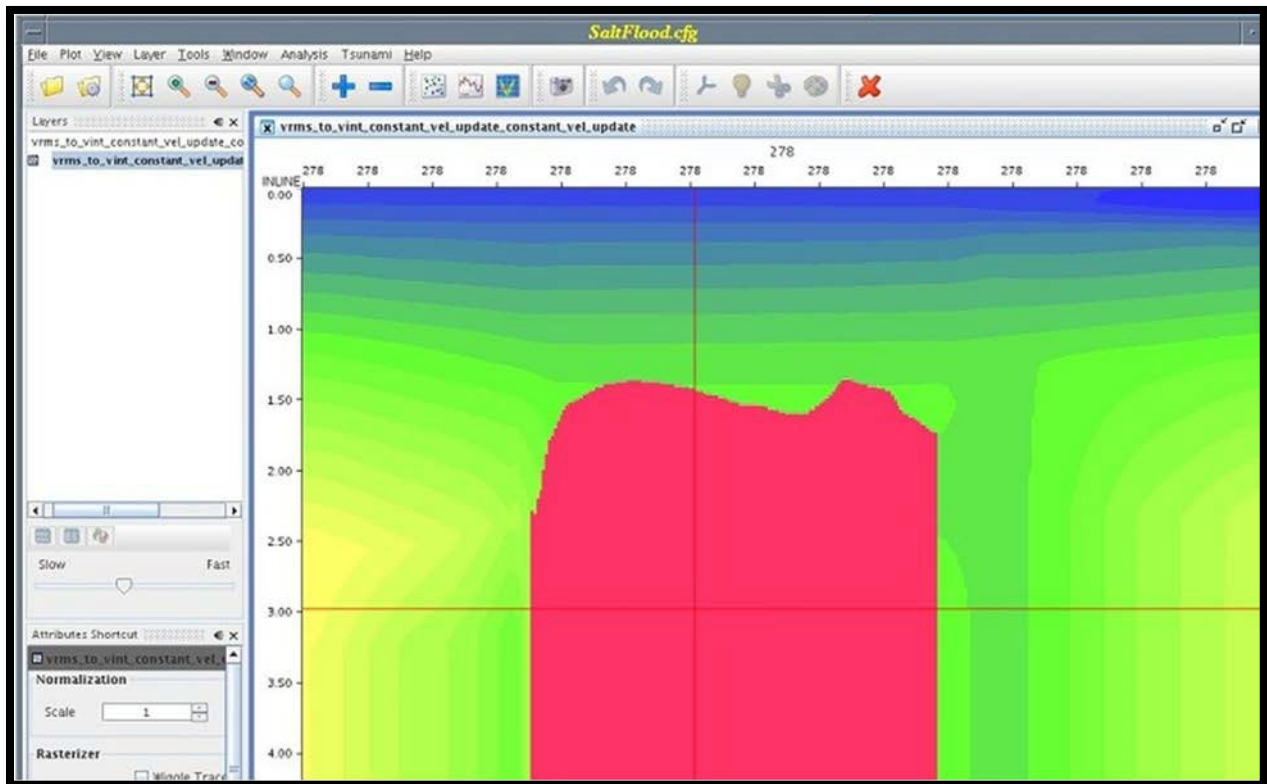 SaltFlood.cfg
File Plot View Layer Tools Window Analysis Tsunami Help
Layers
vrms_to_vint_constant_vel_update_co
vrms_to_vint_constant_vel_updat
vrms_to_vint_constant_vel_update_constant_vel_update
278
INLINE 278 278 278 278 278 278 278 278 278 278 278 278 278 278 278
0.00
0.50
1.00
1.50
2.00
2.50
3.00
3.50
4.00
Slow Fast
Attributes Shortcut
vrms_to_vint_constant_vel_
Normalization
Scale 1
Rasterizer
Wiggle Trace